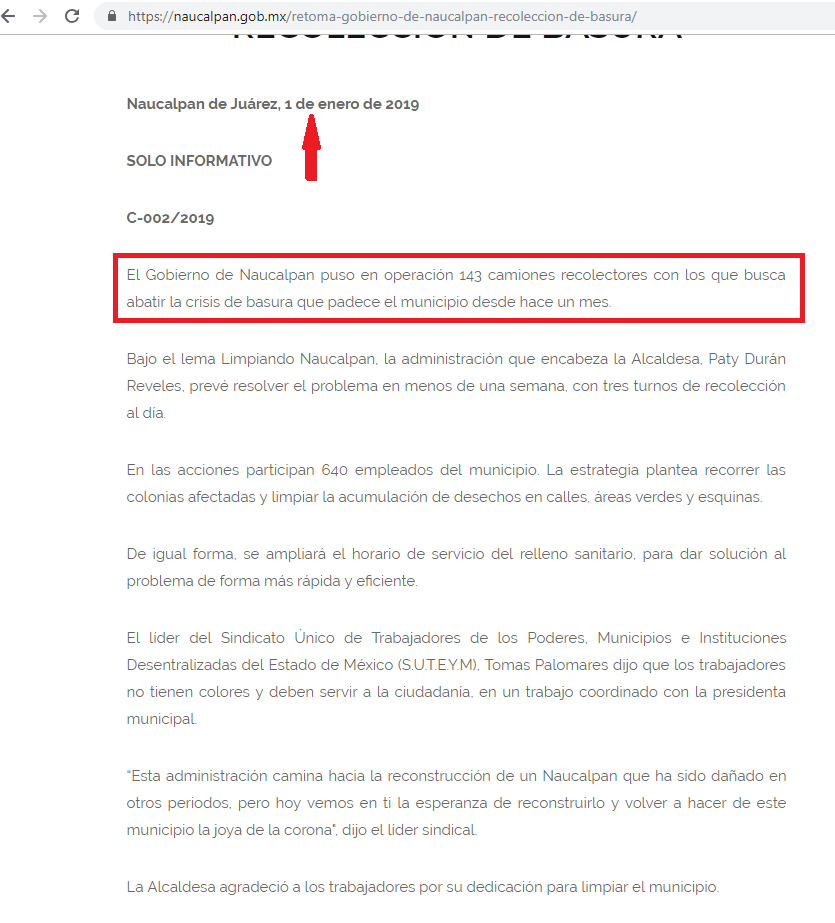 https://naucalpan.gob.mx/retoma-gobierno-de-naucalpan-recoleccion-de-basura/
RECOLECCIÓN DE BASURA
Naucalpan de Juárez, 1 de enero de 2019
SOLO INFORMATIVO
C-002/2019
El Gobierno de Naucalpan puso en operación 143 camiones recolectores con los que busca
abatir la crisis de basura que padece el municipio desde hace un mes.
Bajo el lema Limpiando Naucalpan, la administración que encabeza la Alcaldesa, Paty Durán
Reveles, prevé resolver el problema en menos de una semana, con tres turnos de recolección
al día.
En las acciones participan 640 empleados del municipio. La estrategia plantea recorrer las
colonias afectadas y limpiar la acumulación de desechos en calles, áreas verdes y esquinas.
De igual forma, se ampliará el horario de servicio del relleno sanitario, para dar solución al
problema de forma más rápida y eficiente.
El líder del Sindicato Único de Trabajadores de los Poderes, Municipios e Instituciones
Desentralizadas del Estado de México (S.U.T.E.Y.M), Tomas Palomares dijo que los trabajadores
no tienen colores y deben servir a la ciudadanía, en un trabajo coordinado con la presidenta
municipal.
“Esta administración camina hacia la reconstrucción de un Naucalpan que ha sido dañado en
otros periodos, pero hoy vemos en ti la esperanza de reconstruirlo y volver a hacer de este
municipio la joya de la corona”, dijo el líder sindical.
La Alcaldesa agradeció a los trabajadores por su dedicación para limpiar el municipio.